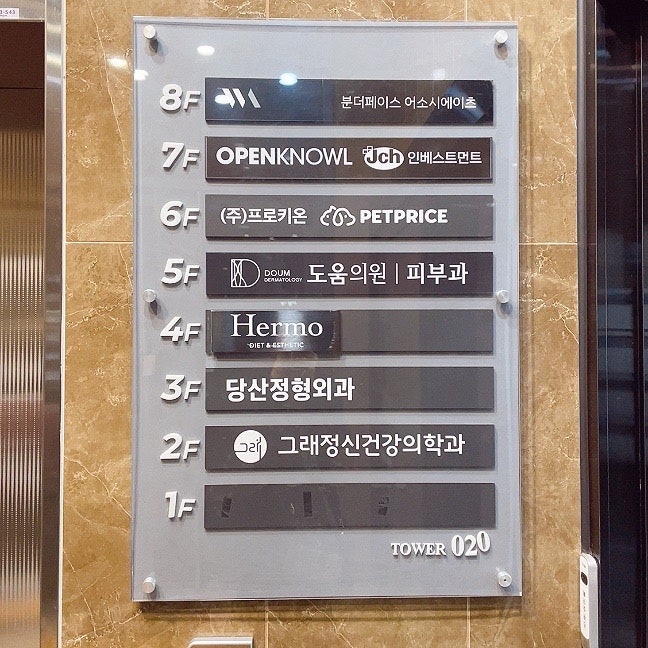 8F 분더페이스 어소시에이츠
7F OPENKNOWL Jch 인베스트먼트
6F (주)프로키온 PETPRICE
5F DOUM DERMATOLOGY 도움의원 | 피부과
4F Hermo
DIET & ESTHETIC
3F 당산정형외과
2F 그래 그래정신건강의학과
1F
TOWER 020